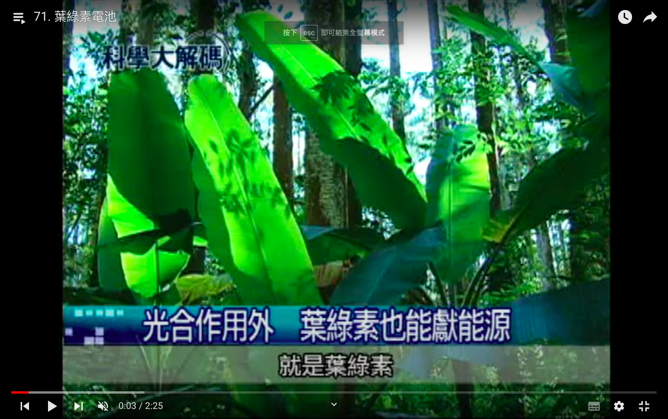 71. 葉綠素電池
按下 esc 即可結束全螢幕模式
科學大解碼
光合作用外 葉綠素也能獻能源
就是葉綠素
0:03 / 2:25